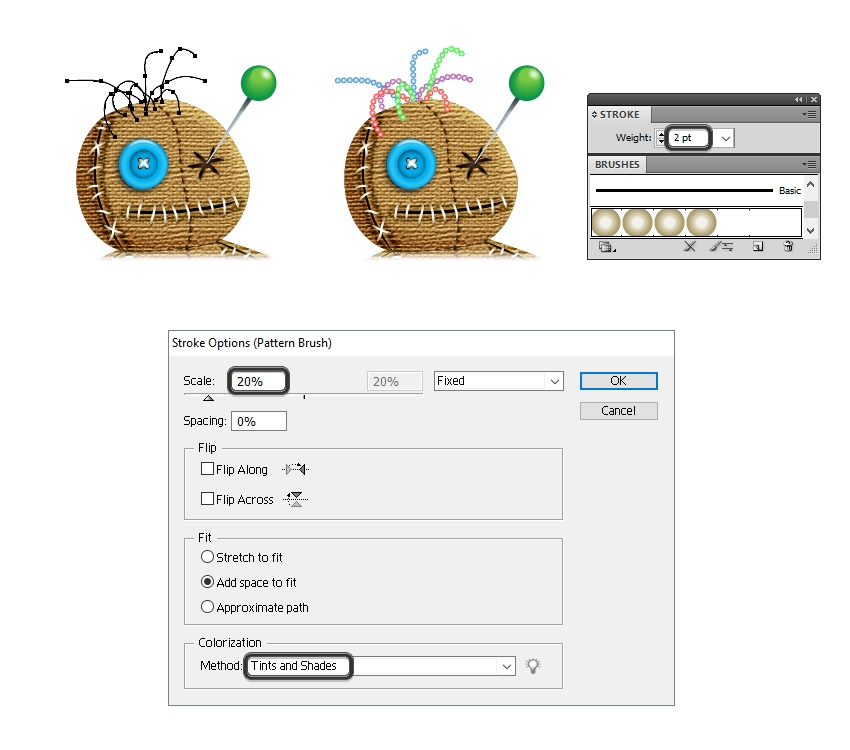 STROKE
Weight: 2 pt
BRUSHES
Basic
Stroke Options (Pattern Brush)
Scale: 20% 20% Fixed OK
Cancel
Spacing: 0%
Flip
Flip Along
Flip Across
Fit
Stretch to fit
Add space to fit
Approximate path
Colorization
Method: Tints and Shades